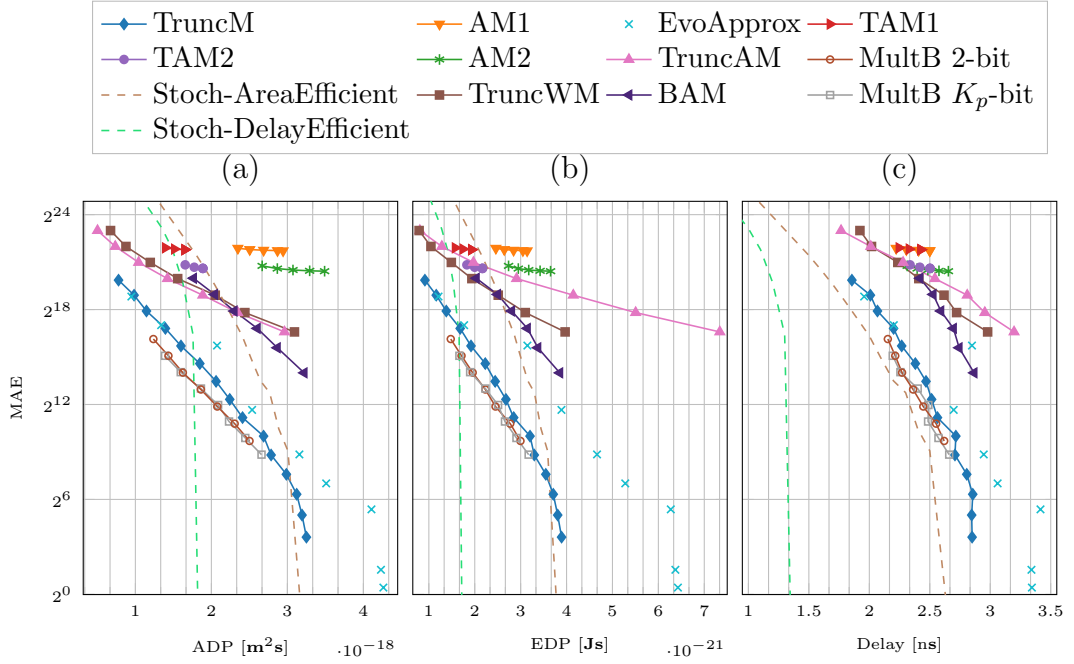 TruncM AM1 EvoApprox TAM1
TAM2 AM2 TruncAM MultB 2-bit
Stoch-AreaEfficient TruncWM BAM MultB Kp-bit
Stoch-DelayEfficient
(a) (b) (c)
2^24
2^18
2^12
2^6
2^0
MAE
1 2 3 4
1 2 3 4 5 6 7
1 1.5 2 2.5 3 3.5
ADP [m²s] ·10^-18
EDP [Js] ·10^-21
Delay [ns]